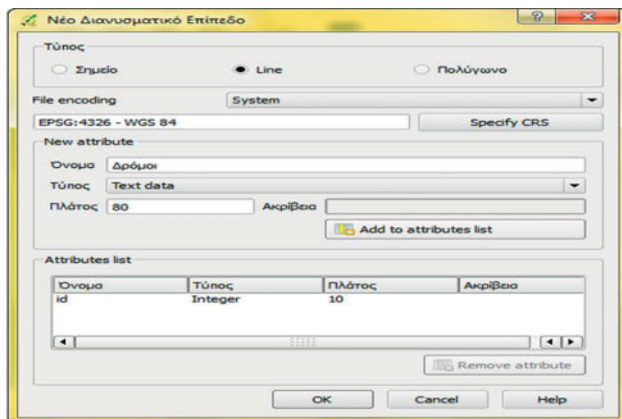 Νέο Διανυσματικό Επίπεδο
Τύπος
Σημείο Line Πολύγωνο
File encoding System
EPSG:4326 - WGS 84 Specify CRS
New attribute
Όνομα Δρόμοι
Τύπος Text data
Πλάτος 80 Ακρίβεια
Add to attributes list
Attributes list
Όνομα Τύπος Πλάτος Ακρίβεια
id Integer 10
Remove attribute
OK Cancel Help